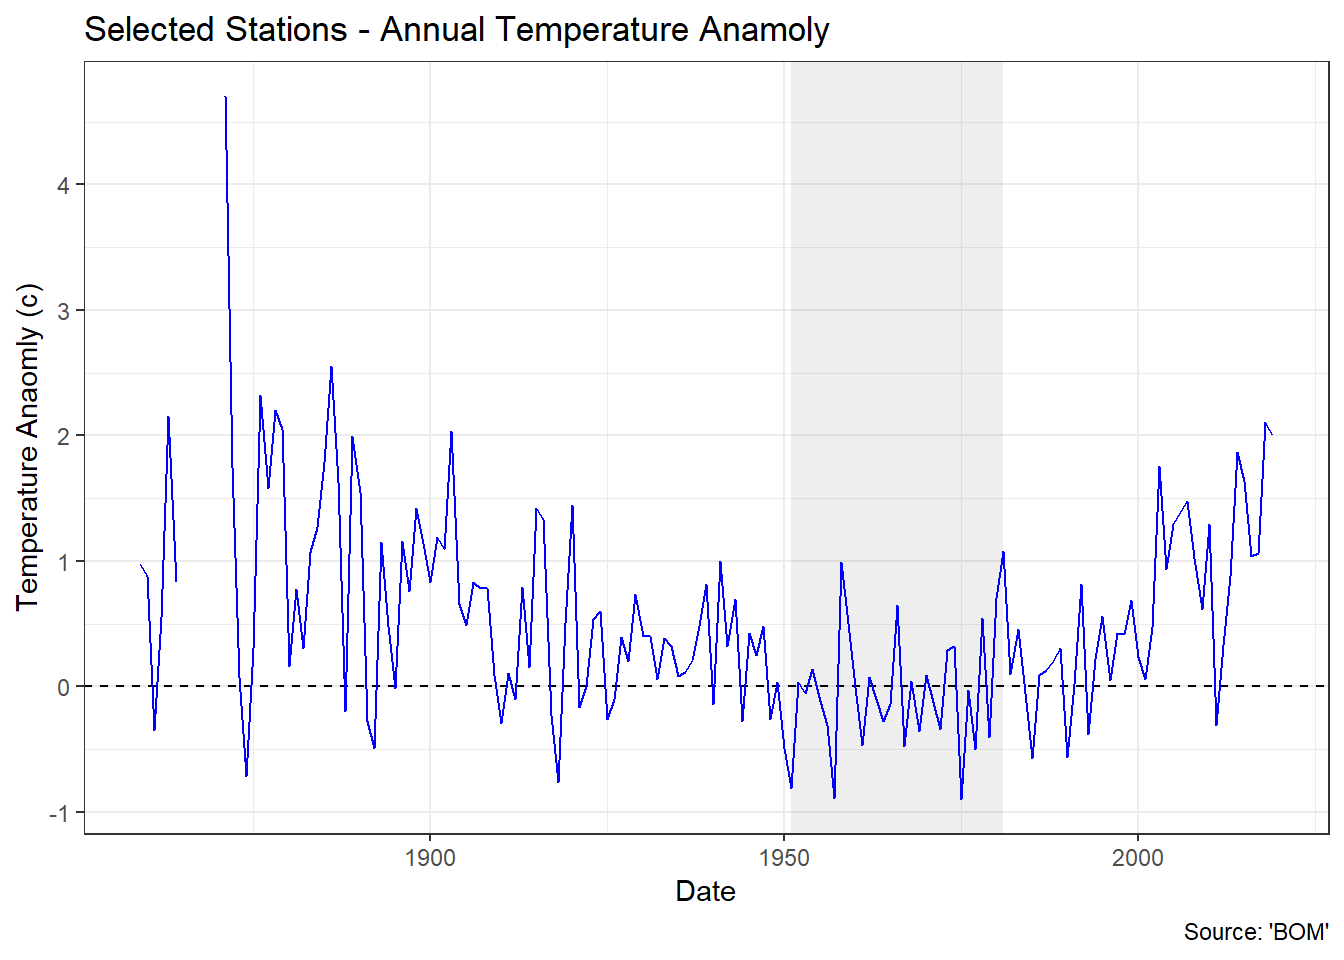 Selected Stations - Annual Temperature Anamoly
Temperature Anaomly (c)
4
3
2
1
0
-1
1900
1950
2000
Date
Source: 'BOM'